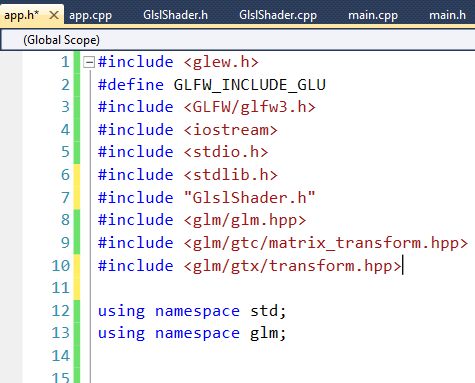 app.h* app.cpp GlslShader.h GlslShader.cpp main.cpp main.h
(Global Scope)
1 #include <glew.h>
2 #define GLFW_INCLUDE_GLU
3 #include <GLFW/glfw3.h>
4 #include <iostream>
5 #include <stdio.h>
6 #include <stdlib.h>
7 #include "GlslShader.h"
8 #include <glm/glm.hpp>
9 #include <glm/gtc/matrix_transform.hpp>
10 #include <glm/gtx/transform.hpp>
11
12 using namespace std;
13 using namespace glm;
14
15